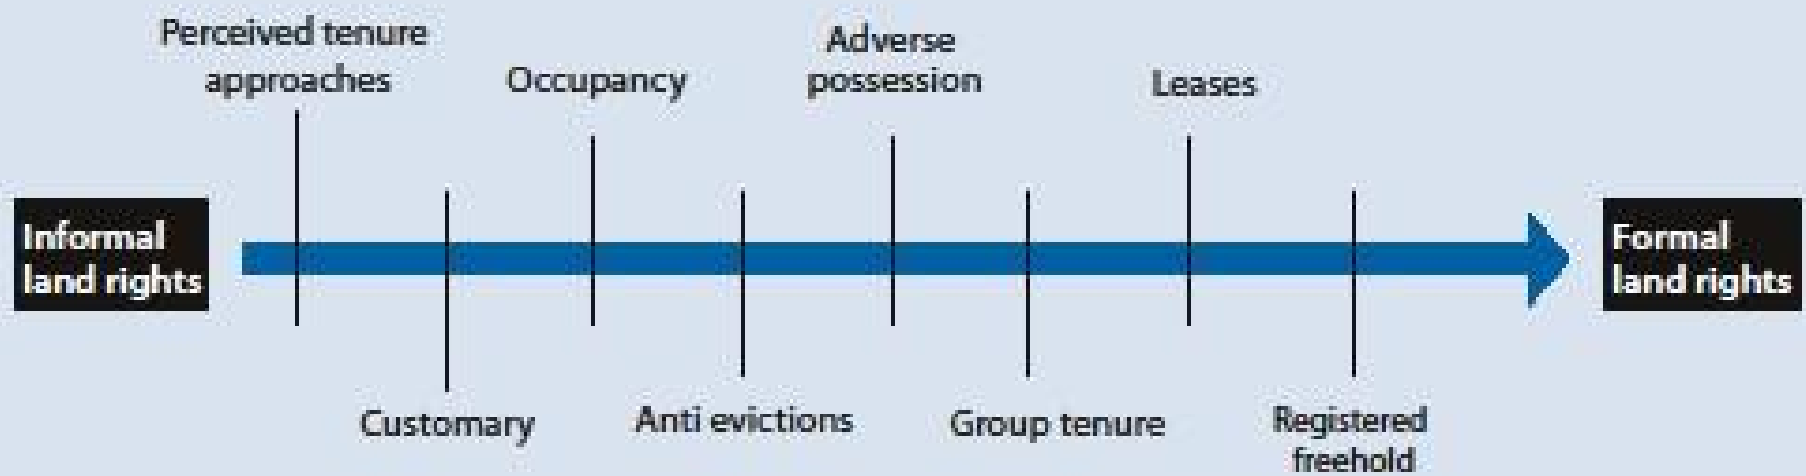 Perceived tenure
approaches
Occupancy
Adverse
possession
Leases
Informal
land rights
Formal
land rights
Customary
Anti evictions
Group tenure
Registered
freehold